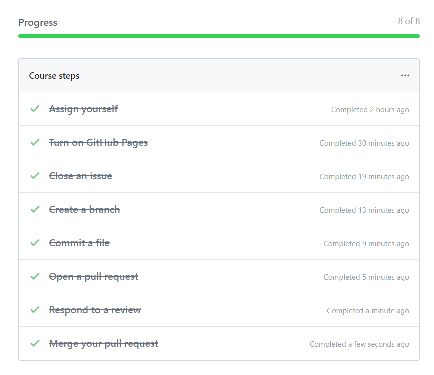 Progress
8 of 8
Course steps
Assign yourself
Completed 2 hours ago
Turn on GitHub Pages
Completed 30 minutes ago
Close an issue
Completed 19 minutes ago
Create a branch
Completed 13 minutes ago
Commit a file
Completed 9 minutes ago
Open a pull request
Completed 5 minutes ago
Respond to a review
Completed a minute ago
Merge your pull request
Completed a few seconds ago